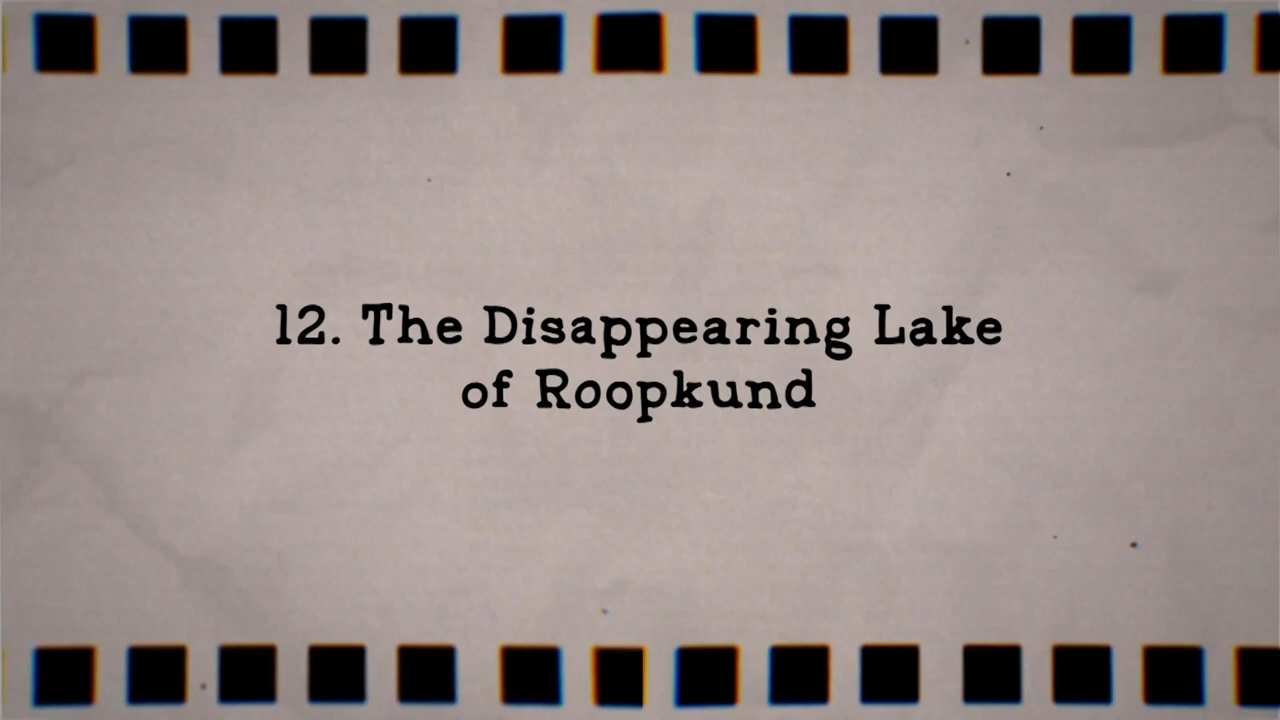 12. The Disappearing Lake
of Roopkund